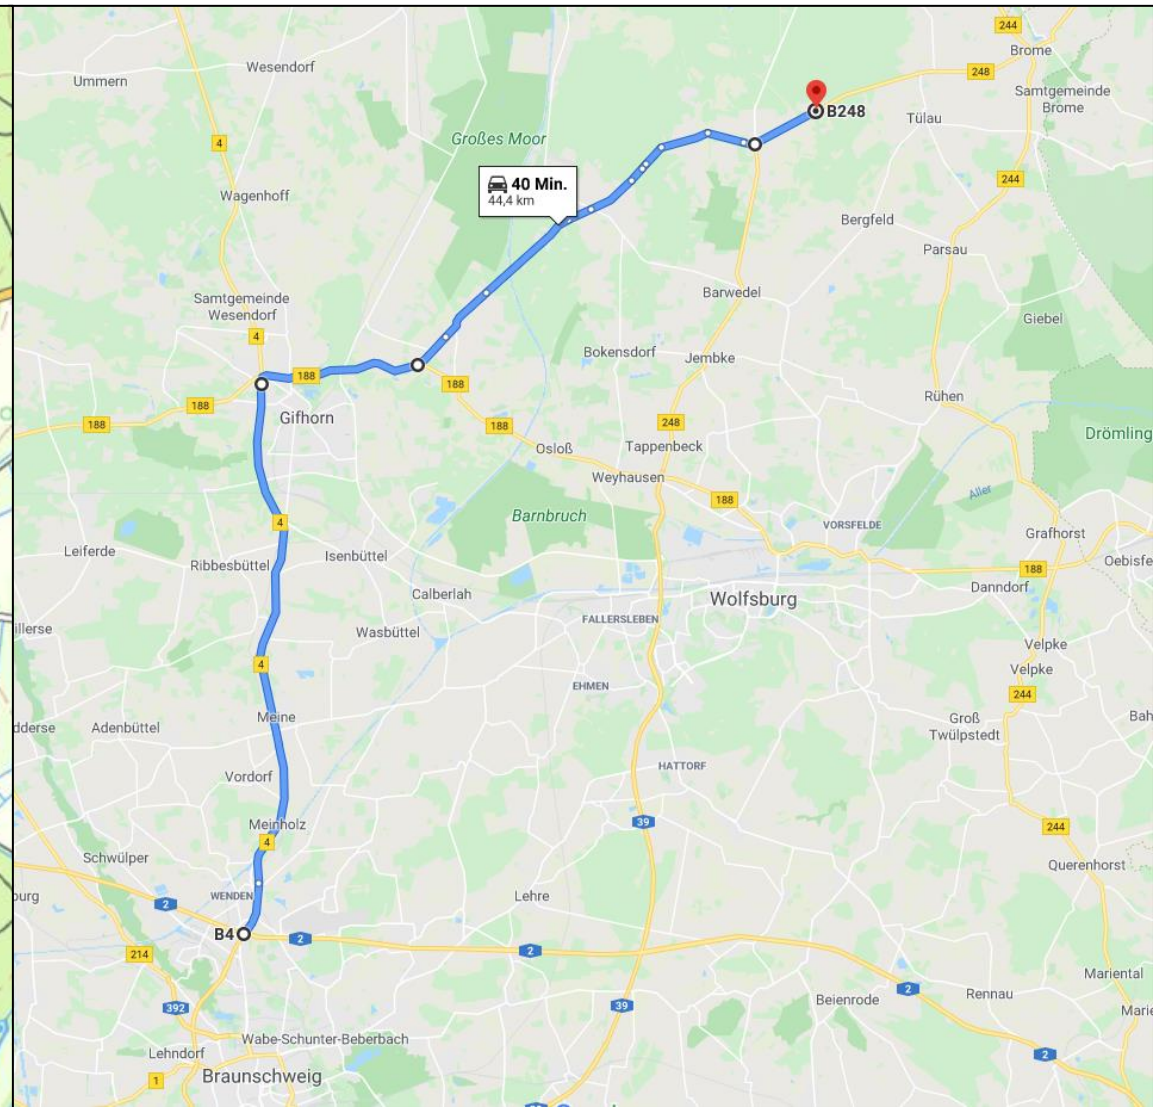 244
Brome
Wesendorf
248
Ummern
Samtgemeinde
Brome
B248
Tülau
4
Großes Moor
40 Min.
44,4 km
244
Wagenhoff
Bergfeld
Parsau
Barwedel
Samtgemeinde
Wesendorf
Giebel
4
Bokensdorf
Jembke
188
188
Rühen
188
188
Gifhorn
248
188
Drömling
Osloß
Tappenbeck
Weyhausen
Aller
188
Barnbruch
4
VORSFELDE
Grafhorst
Leiferde
Isenbüttel
Ribbesbüttel
Oebisfe
188
Danndorf
Calberlah
Wolfsburg
FALLERSLEBEN
illerse
Wasbüttel
Velpke
4
Velpke
EHMEN
244
Meine
Groß
Twülpstedt
Bah
dderse
Adenbüttel
HATTORF
Vordorf
39
Meinholz
244
4
Schwülper
Querenhorst
burg
WENDEN
Lehre
2
B4
2
2
214
Mariental
2
Rennau
Beienrode
392
39
Marie
Wabe-Schunter-Beberbach
Lehndorf
2
Braunschweig
1